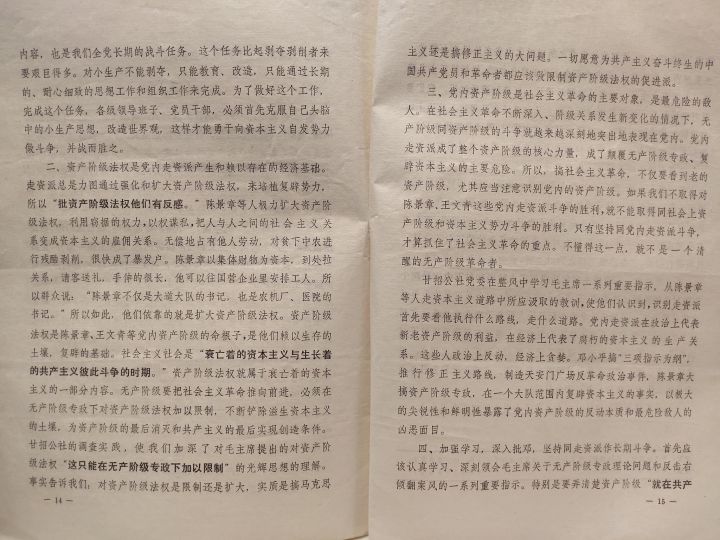 内容，也是我们全党长期的战斗任务。这个任务比起剥夺剥削者来
要艰巨得多。对小生产不能剥夺，只能教育、改造，只能通过长期
的、耐心细致的思想工作和组织工作来完成。为了做好这个工作，
完成这个任务，各级领导班子、党员干部，必须首先克服自己头脑
中的小生产思想，改造世界观，这样才能勇于向资本主义自发势力
做斗争，并战而胜之。
二、资产阶级法权是党内走资派产生和赖以存在的经济基础。
走资派总是力图通过强化和扩大资产阶级法权，来培植复辟势力，
所以“批资产阶级法权他们有反感。”陈景章等人极力扩大资产阶
级法权，利用窃据的权力，以权谋私，把人与人之间的社会主义关
系变成资本主义的雇佣关系。无偿地占有他人劳动，对贫下中农进
行残酷剥削，很快成了暴发户。陈景章以集体财物为资本，到处拉
关系，请客送礼，手伸的很长，他可以往国营企业里安排工人。所
以群众说：“陈景章不仅是大道大队的书记，也是农机厂、医院的
书记。”所以如此，他们依靠的就是扩大资产阶级法权。资产阶级
法权是陈景章、王文青等党内资产阶级的命根子，是他们赖以生存的
土壤，复辟的基础。社会主义社会是“衰亡着的资本主义与生长着
的共产主义彼此斗争的时期。”资产阶级法权就属于衰亡着的资本
主义的一部分内容。无产阶级要把社会主义革命推向前进，必须在
无产阶级专政下对资产阶级法权加以限制，不断铲除滋生资本主义
的土壤，为资产阶级的最后消灭和共产主义的最后实现创造条件。
甘招公社的调查实践，使我们加深了对毛主席提出的对资产阶
级法权“这只能在无产阶级专政下加以限制”的光辉思想的理解。
事实告诉我们：对资产阶级法权是限制还是扩大，实质是搞马克思
— 14 —
主义还是搞修正主义的大问题。一切愿意为共产主义奋斗终生的中
国共产党员和革命者都应该做限制资产阶级法权的促进派。
三、党内资产阶级是社会主义革命的主要对象，是最危险的敌
人。在社会主义革命不断深入、阶级关系发生新变化的情况下，无
产阶级同资产阶级的斗争就越来越深刻地突出地表现在党内。党内
走资派成了整个资产阶级的核心力量，成了颠覆无产阶级专政、复
辟资本主义的主要危险。所以，搞社会主义革命，不仅要看到老的
资产阶级，尤其应当注意识别党内的资产阶级。如果我们不取得对
陈景章、王文青这些党内走资派斗争的胜利，就不能取得同社会上资
产阶级和资本主义势力斗争的胜利。只有坚持同党内走资派斗争，
才算抓住了社会主义革命的重点。不懂得这一点，就不是一个清
醒的无产阶级革命者。
甘招公社党委在整风中学习毛主席一系列重要指示，从陈景章
等人走资本主义道路中所应汲取的教训，使他们认识到，识别走资派
首先要看他执行什么路线，走什么道路。党内走资派在政治上代表
新老资产阶级的利益，在经济上代表了腐朽的资本主义的生产关
系。这些人政治上反动，经济上贪婪。邓小平搞“三项指示为纲”，
推行修正主义路线，制造天安门广场反革命政治事件，陈景章大
搞资产阶级专政，在一个大队范围内复辟资本主义的事实，以极大
的尖锐性和鲜明性暴露了党内资产阶级的反动本质和最危险敌人的
凶恶面目。
四、加强学习，深入批邓，坚持同走资派作长期斗争。首先应
该认真学习、深刻领会毛主席关于无产阶级专政理论问题和反击右
倾翻案风的一系列重要指示。特别是要弄清楚资产阶级“就在共产
— 15 —